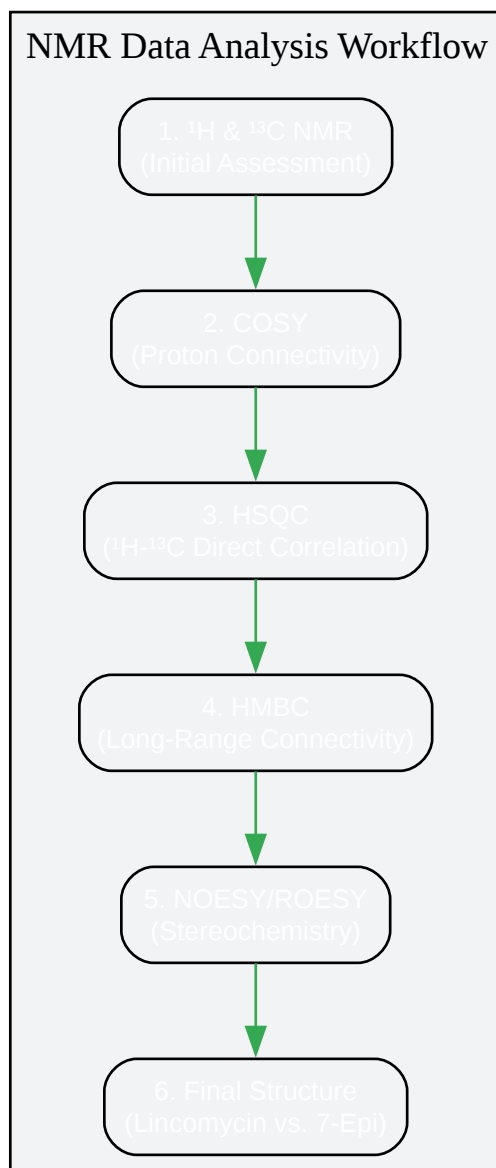 NMR Data Analysis Workflow
1. ¹H & ¹³C NMR
(Initial Assessment)
2. COSY
(Proton Connectivity)
3. HSQC
(¹H-¹³C Direct Correlation)
4. HMBC
(Long-Range Connectivity)
5. NOESY/ROESY
(Stereochemistry)
6. Final Structure
(Lincomycin vs. 7-Epi)